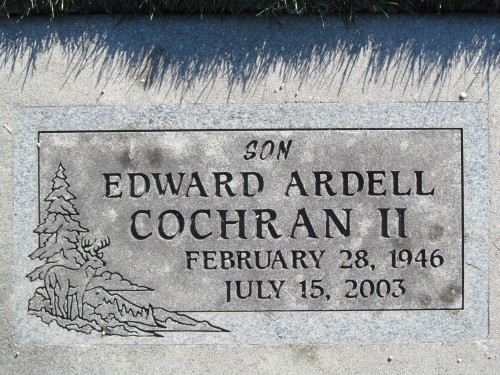 SON
EDWARD ARDELL
COCHRAN II
FEBRUARY 28, 1946
JULY 15, 2003